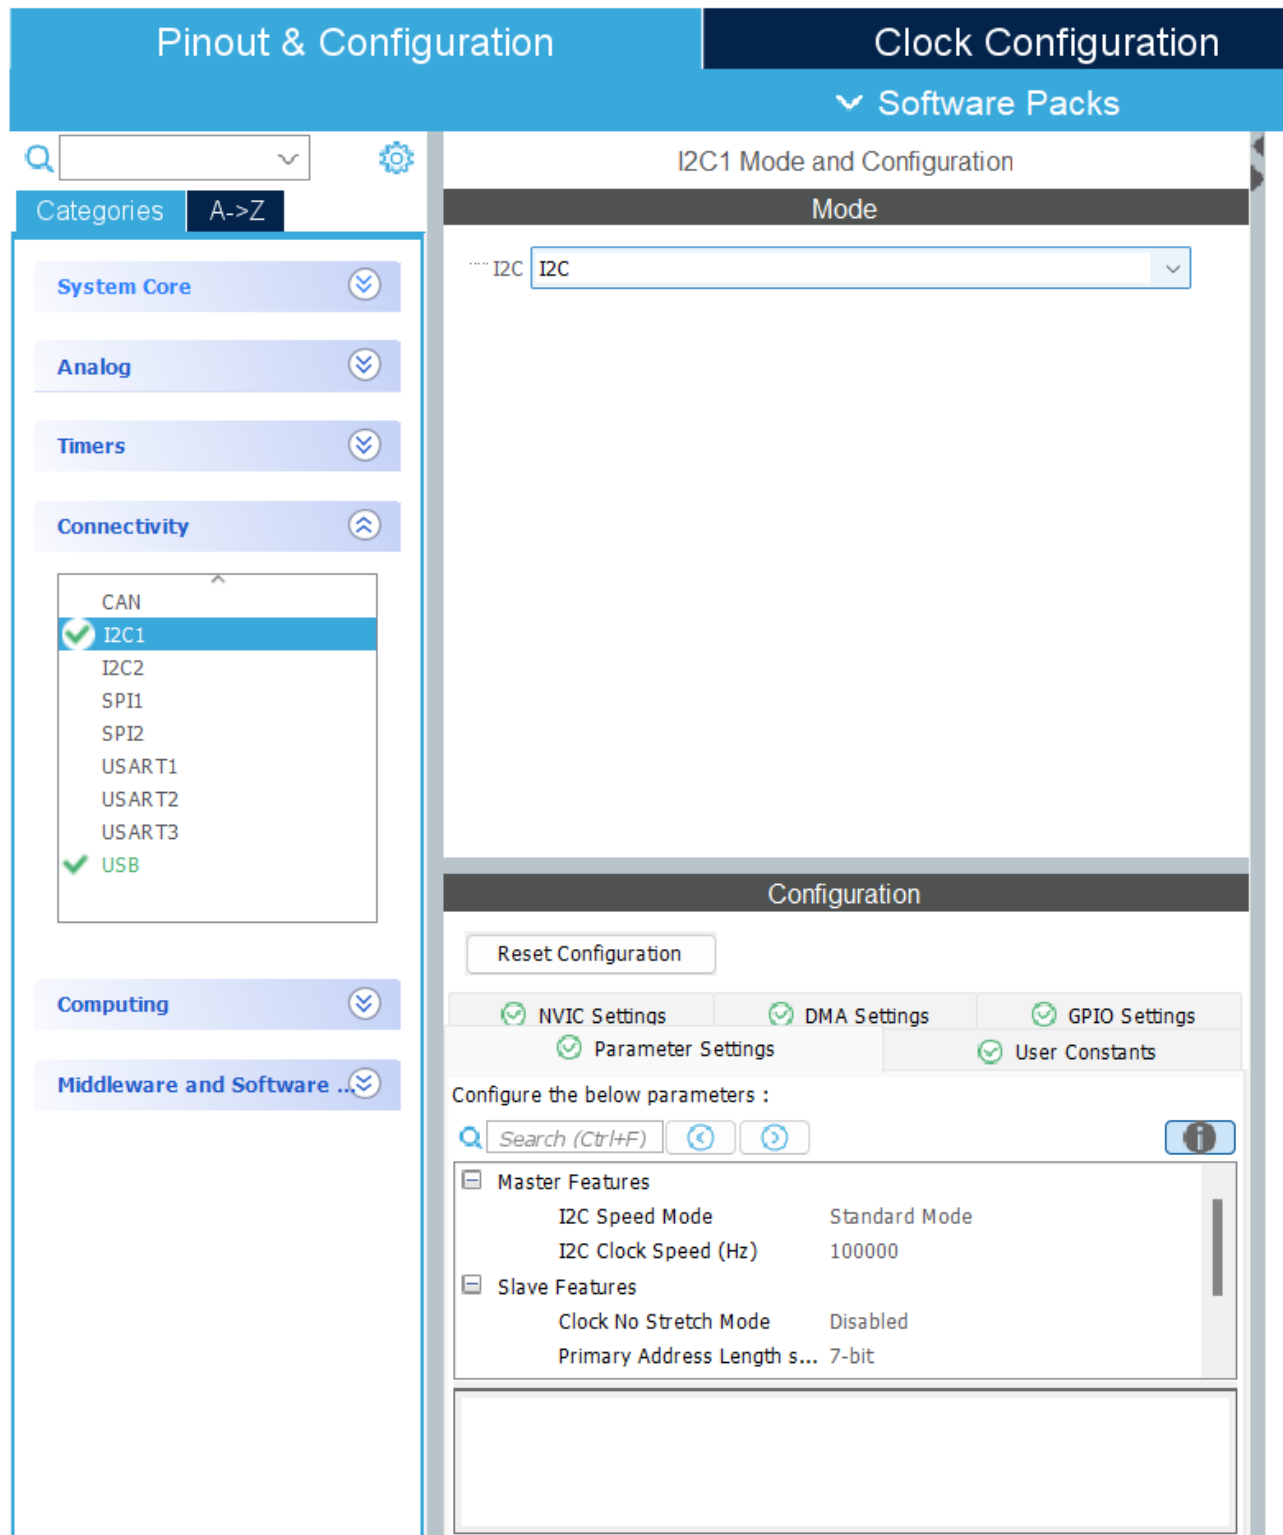 Pinout & Configuration
Clock Configuration
Software Packs
Categories
A->Z
System Core
Analog
Timers
Connectivity
CAN
I2C1
I2C2
SPI1
SPI2
USART1
USART2
USART3
USB
Computing
Middleware and Software ...
I2C1 Mode and Configuration
Mode
I2C I2C
Configuration
Reset Configuration
NVIC Settings
DMA Settings
GPIO Settings
Parameter Settings
User Constants
Configure the below parameters :
Search (Ctrl+F)
Master Features
I2C Speed Mode Standard Mode
I2C Clock Speed (Hz) 100000
Slave Features
Clock No Stretch Mode Disabled
Primary Address Length s... 7-bit